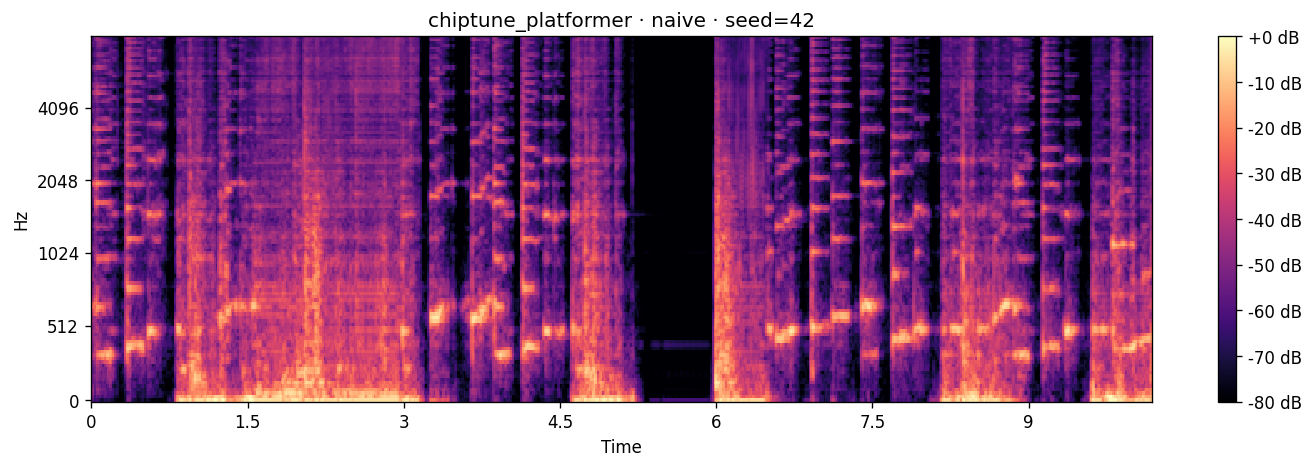 chiptune_platformer · naive · seed=42
Hz
4096
2048
1024
512
0
0
1.5
3
4.5
6
7.5
9
Time
+0 dB
-10 dB
-20 dB
-30 dB
-40 dB
-50 dB
-60 dB
-70 dB
-80 dB